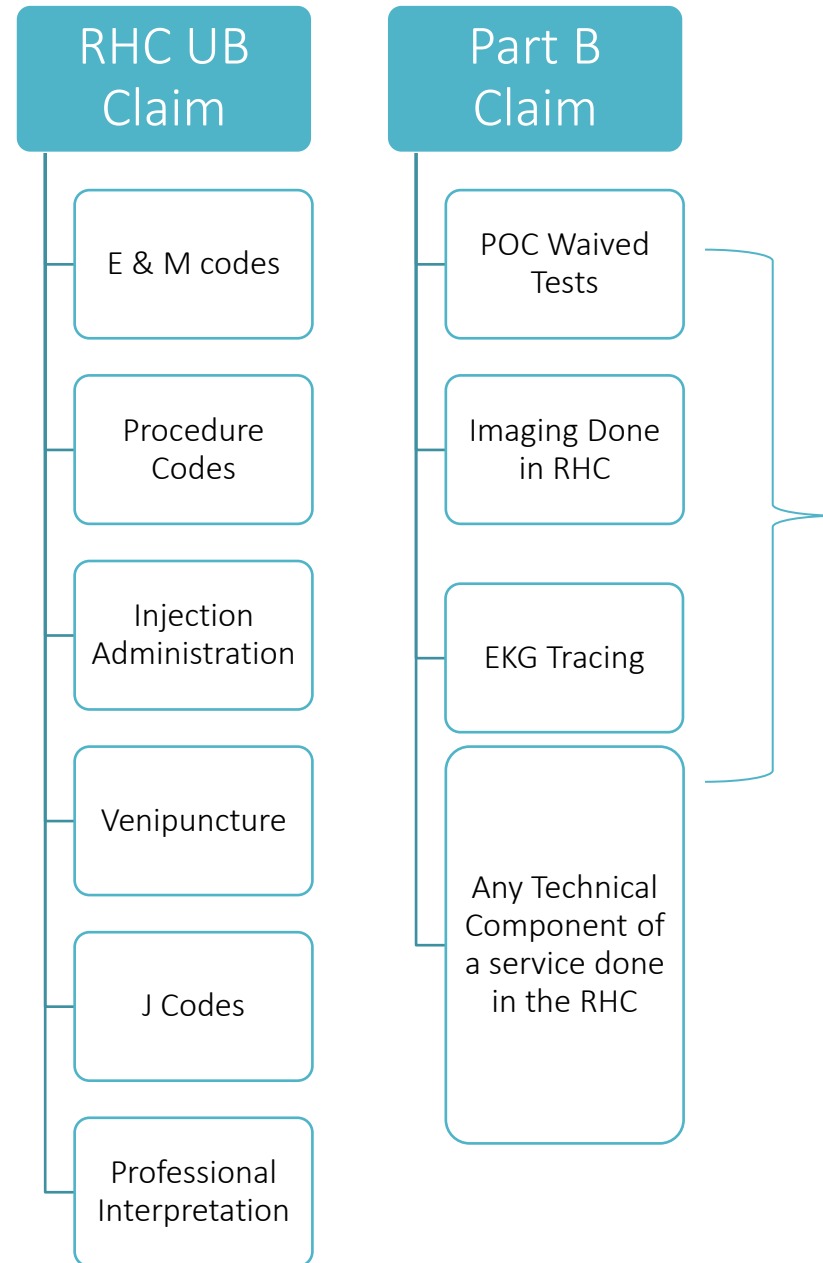 RHC UB
Claim
E & M codes
Procedure
Codes
Injection
Administration
Venipuncture
J Codes
Professional
Interpretation
Part B
Claim
POC Waived
Tests
Imaging Done
in RHC
EKG Tracing
Any Technical
Component of
a service done
in the RHC